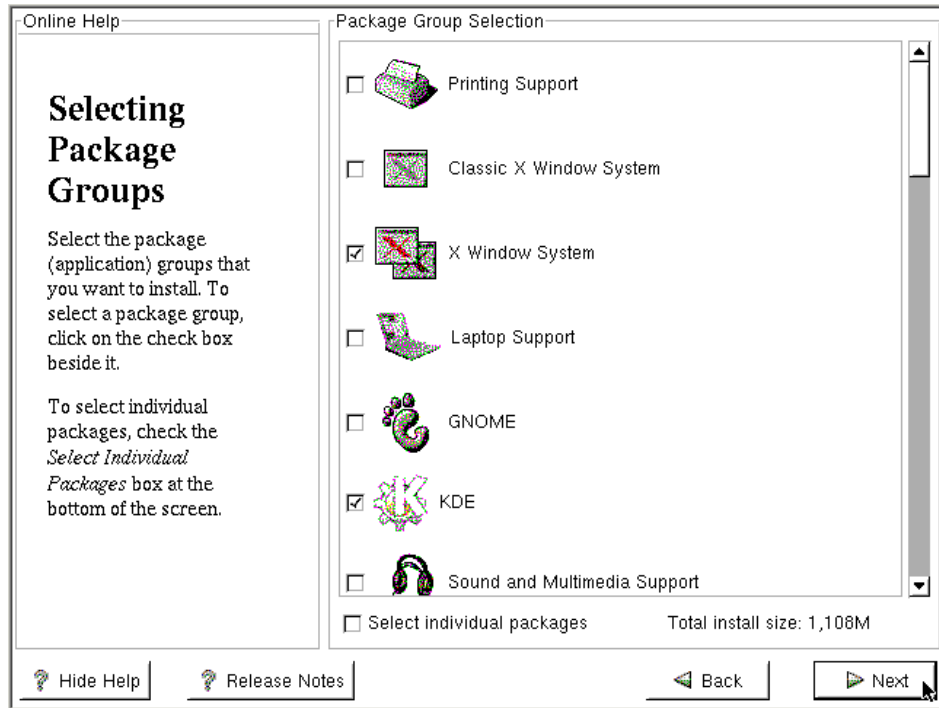 Online Help
Selecting
Package
Groups
Select the package
(application) groups that
you want to install. To
select a package group,
click on the check box
beside it.
To select individual
packages, check the
Select Individual
Packages box at the
bottom of the screen.
Package Group Selection
Printing Support
Classic X Window System
X Window System
Laptop Support
GNOME
KDE
Sound and Multimedia Support
Select individual packages
Total install size: 1,108M
Hide Help
Release Notes
Back
Next